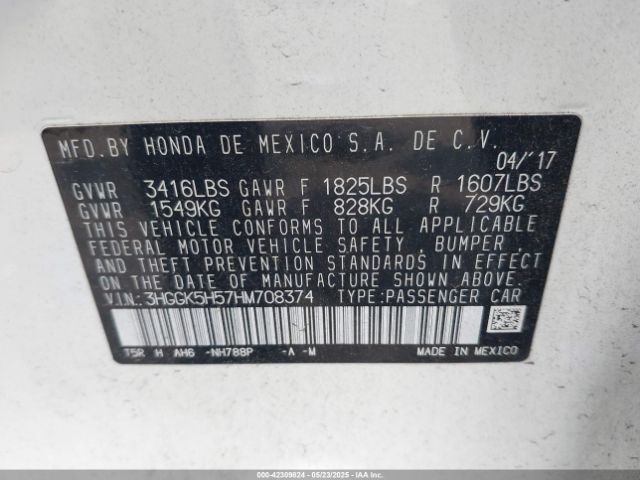 MFD.BY HONDA DE MEXICO S.A. DE C.V.
04/'17
GVWR 3416LBS GAWR F 1825LBS R 1607LBS
GVWR 1549KG GAWR F 828KG R 729KG
THIS VEHICLE CONFORMS TO ALL APPLICABLE
FEDERAL MOTOR VEHICLE SAFETY , BUMPER ,
AND THEFT PREVENTION STANDARDS IN EFFECT
ON THE DATE OF MANUFACTURE SHOWN ABOVE.
V.I.N: 3HGGK5H57HM708374 TYPE:PASSENGER CAR
T5R H AH6 -NH788P -A -M MADE IN MEXICO
000-42309824 - 05/23/2025 - COPYRIGHT IAA, LLC.